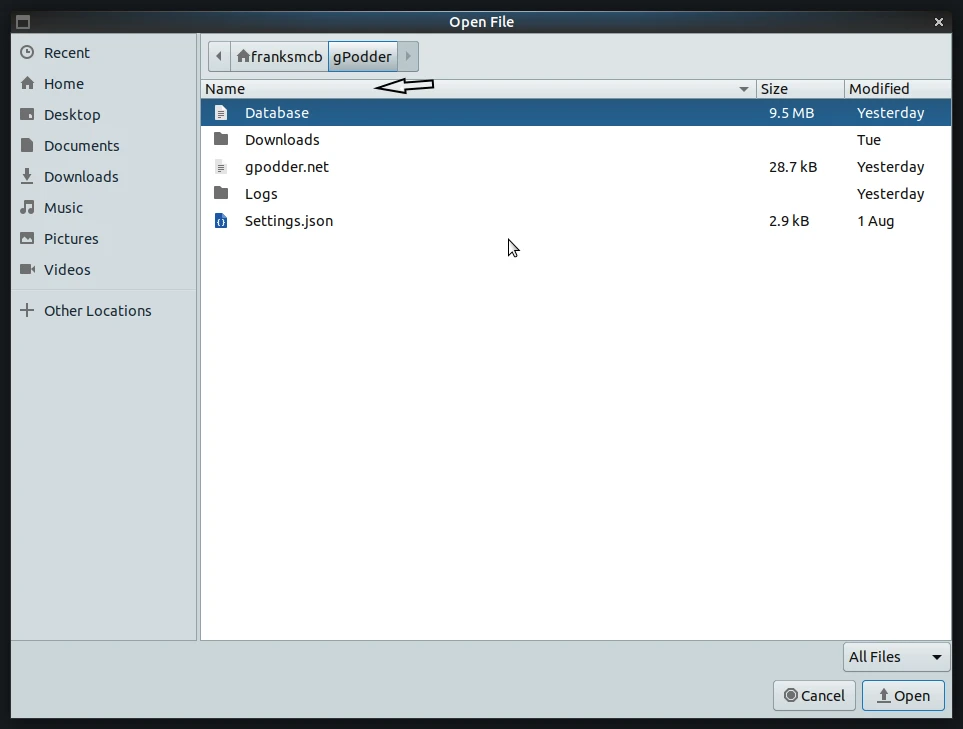 Open File
Recent
Home
Desktop
Documents
Downloads
Music
Pictures
Videos
Other Locations
franksmcb gPodder
Name Size Modified
Database 9.5 MB Yesterday
Downloads Tue
gpodder.net 28.7 kB Yesterday
Logs Yesterday
Settings.json 2.9 kB 1 Aug
All Files
Cancel Open